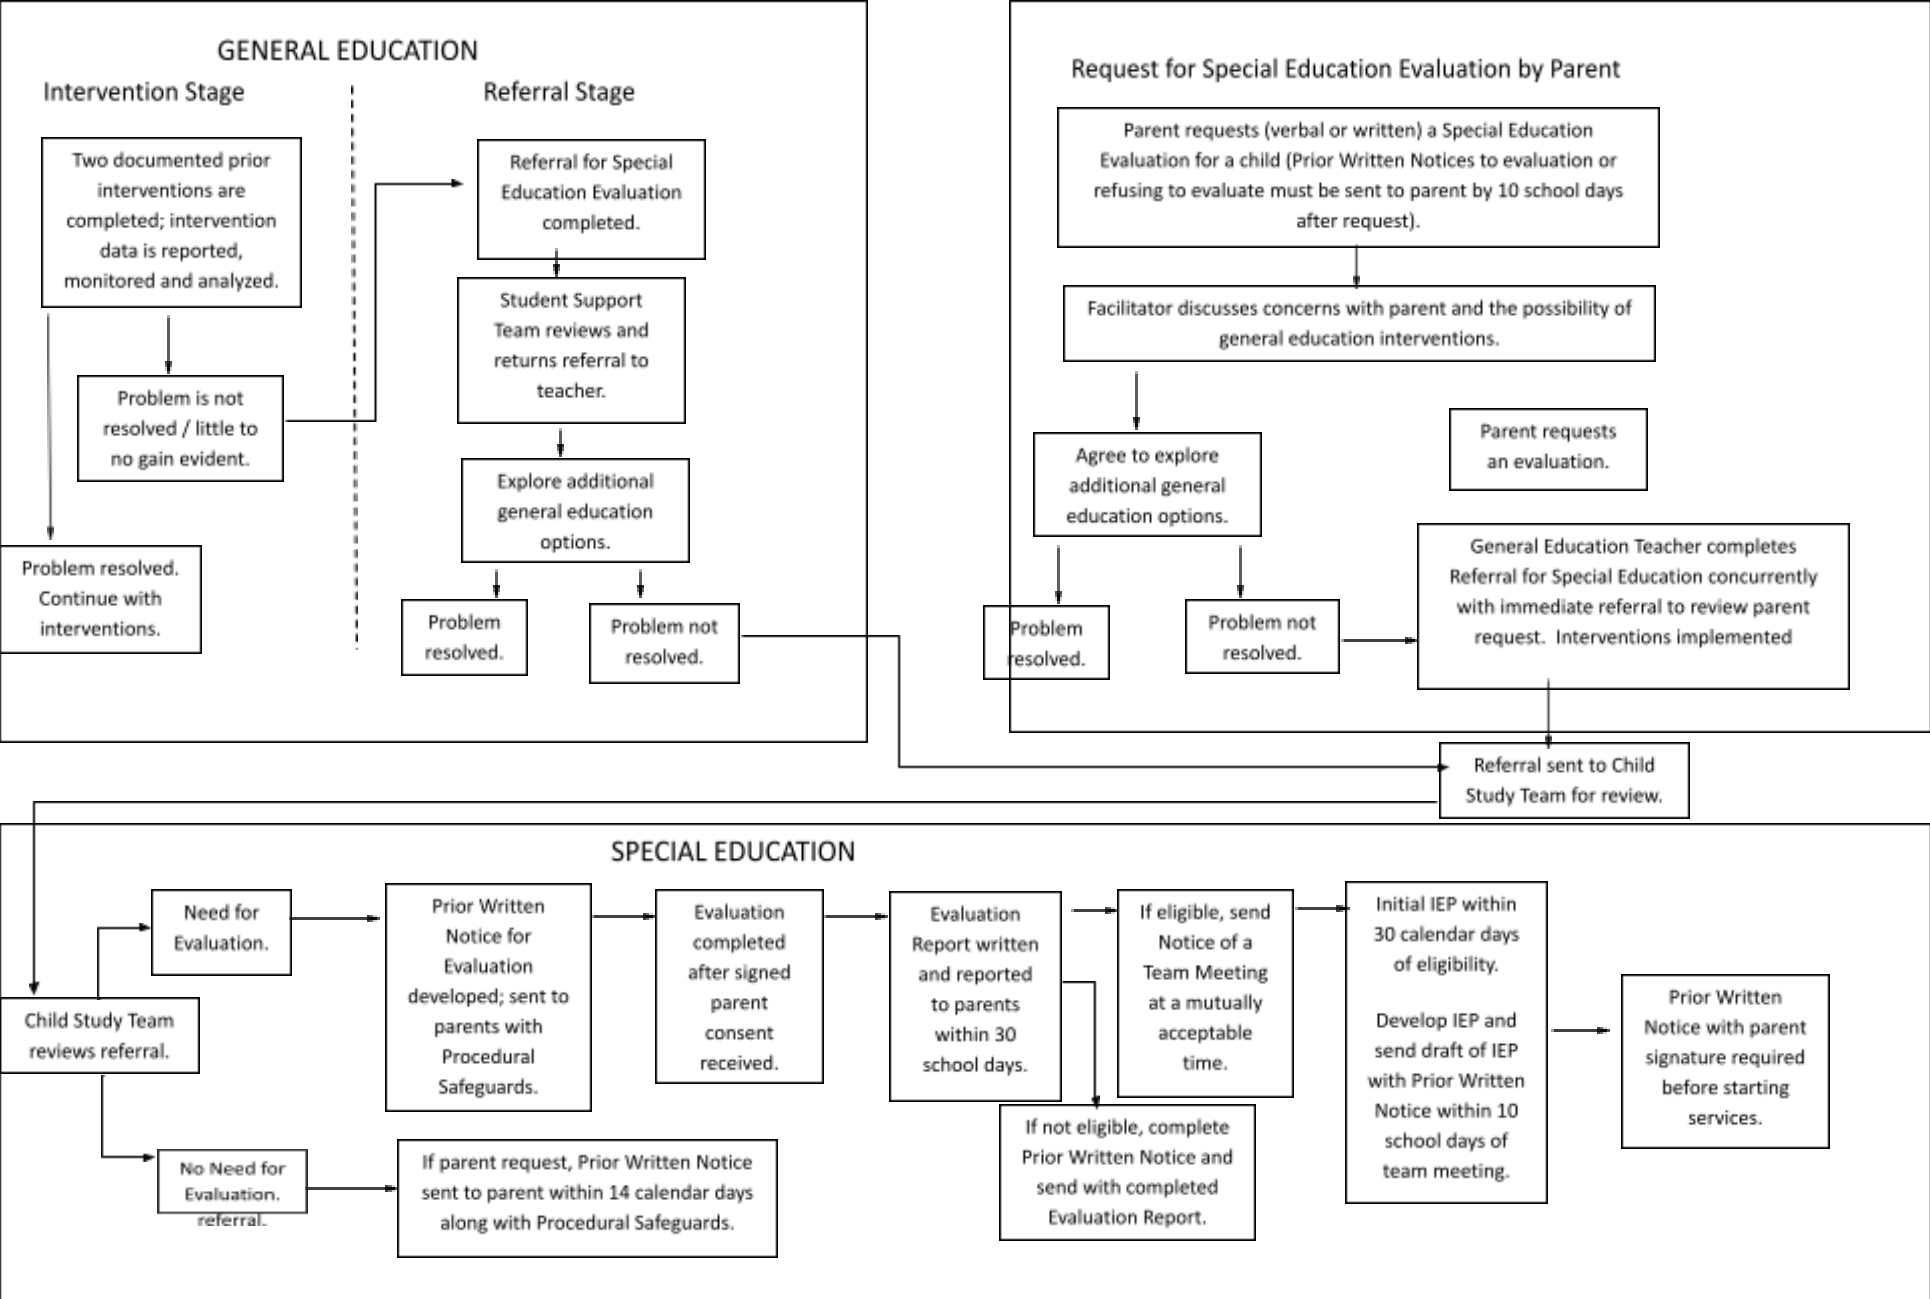 GENERAL EDUCATION
Intervention Stage
Referral Stage
Two documented prior
interventions are
completed; intervention
data is reported,
monitored and analyzed.
Problem is not
resolved / little to
no gain evident.
Problem resolved.
Continue with
interventions.
Referral for Special
Education Evaluation
completed.
Student Support
Team reviews and
returns referral to
teacher.
Explore additional
general education
options.
Problem
resolved.
Problem not
resolved.
Request for Special Education Evaluation by Parent
Parent requests (verbal or written) a Special Education
Evaluation for a child (Prior Written Notices to evaluation or
refusing to evaluate must be sent to parent by 10 school days
after request).
Facilitator discusses concerns with parent and the possibility of
general education interventions.
Agree to explore
additional general
education options.
Parent requests
an evaluation.
Problem
resolved.
Problem not
resolved.
General Education Teacher completes
Referral for Special Education concurrently
with immediate referral to review parent
request.  Interventions implemented
Referral sent to Child
Study Team for review.
SPECIAL EDUCATION
Child Study Team
reviews referral.
Need for
Evaluation.
Prior Written
Notice for
Evaluation
developed; sent to
parents with
Procedural
Safeguards.
Evaluation
completed
after signed
parent
consent
received.
Evaluation
Report written
and reported
to parents
within 30
school days.
If eligible, send
Notice of a
Team Meeting
at a mutually
acceptable
time.
Initial IEP within
30 calendar days
of eligibility.
Develop IEP and
send draft of IEP
with Prior Written
Notice within 10
school days of
team meeting.
Prior Written
Notice with parent
signature required
before starting
services.
No Need for
Evaluation.
referral.
If parent request, Prior Written Notice
sent to parent within 14 calendar days
along with Procedural Safeguards.
If not eligible, complete
Prior Written Notice and
send with completed
Evaluation Report.